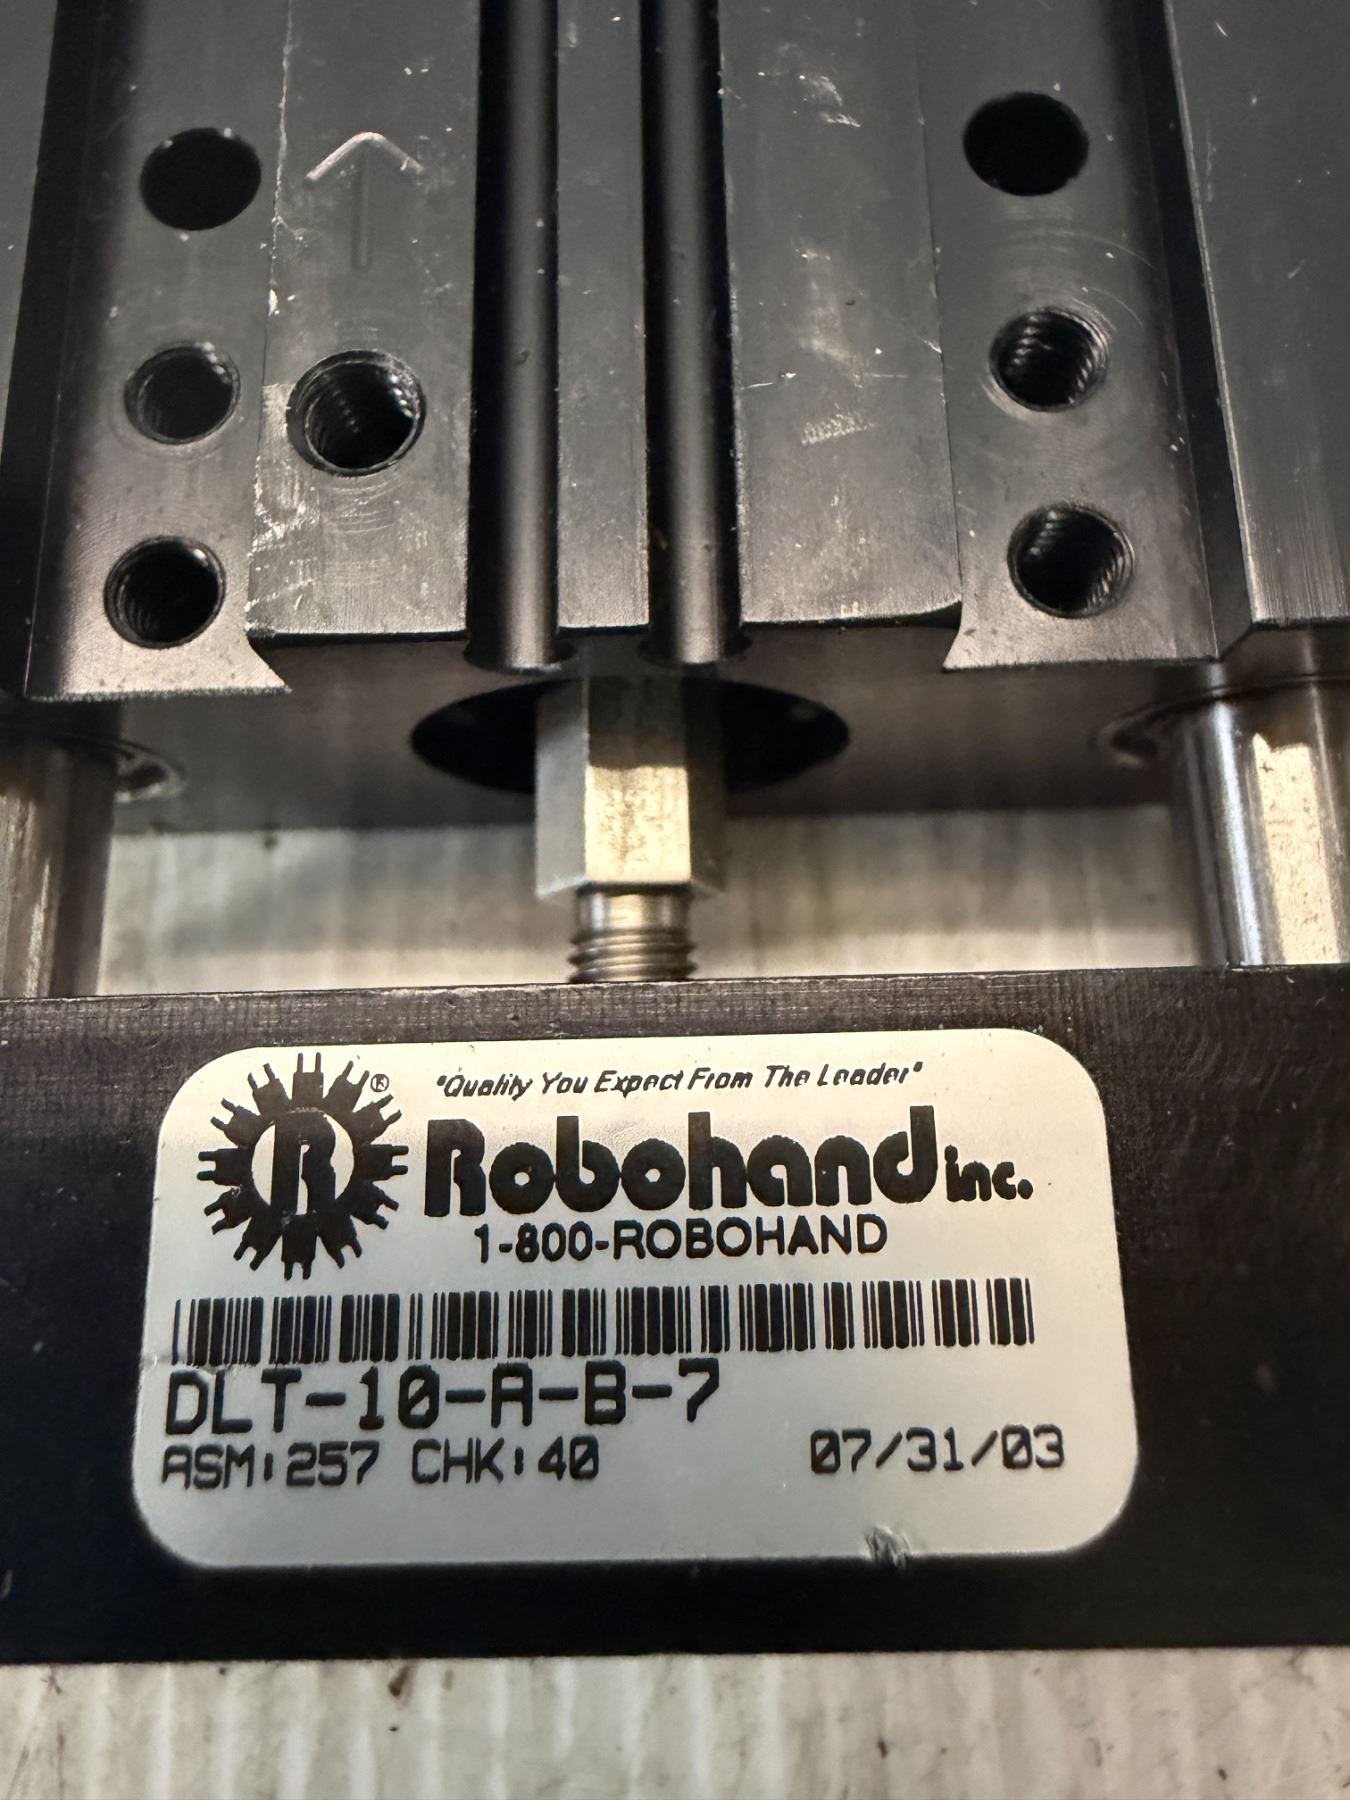 R®
"Quality You Expect From The Leader"
Robohand inc.
1-800-ROBOHAND
DLT-10-A-B-7
ASM:257 CHK:40 07/31/03